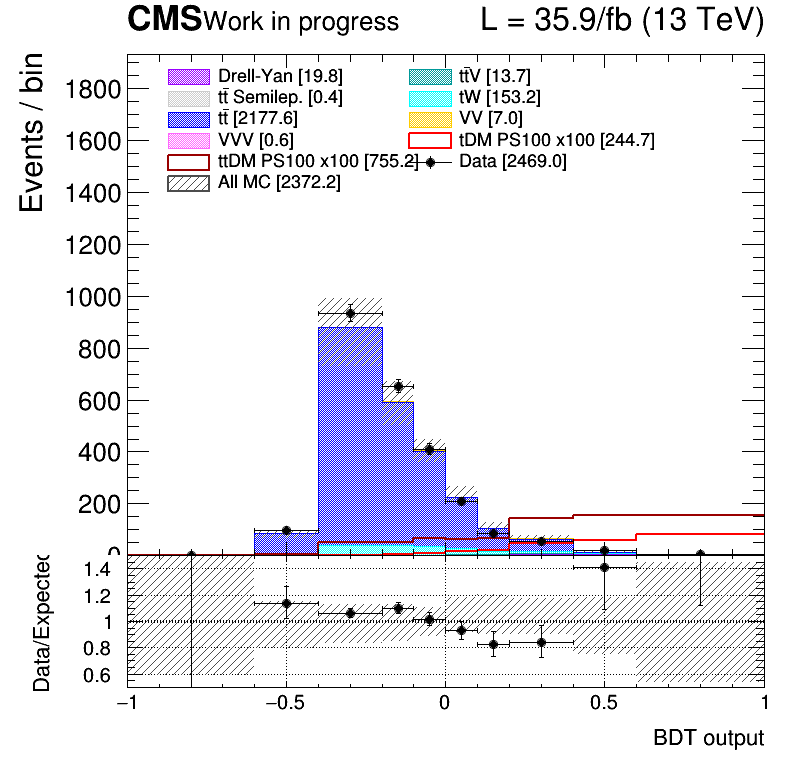 CMS Work in progress L = 35.9/fb (13 TeV)
Events / bin
Drell-Yan [19.8] tt̄V [13.7]
tt̄ Semilep. [0.4] tW [153.2]
tt̄ [2177.6] VV [7.0]
VVV [0.6] tDM PS100 x100 [244.7]
ttDM PS100 x100 [755.2] Data [2469.0]
All MC [2372.2]
1800
1600
1400
1200
1000
800
600
400
200
0
Data/Expected
1.4
1.2
1
0.8
0.6
−1 −0.5 0 0.5 1
BDT output